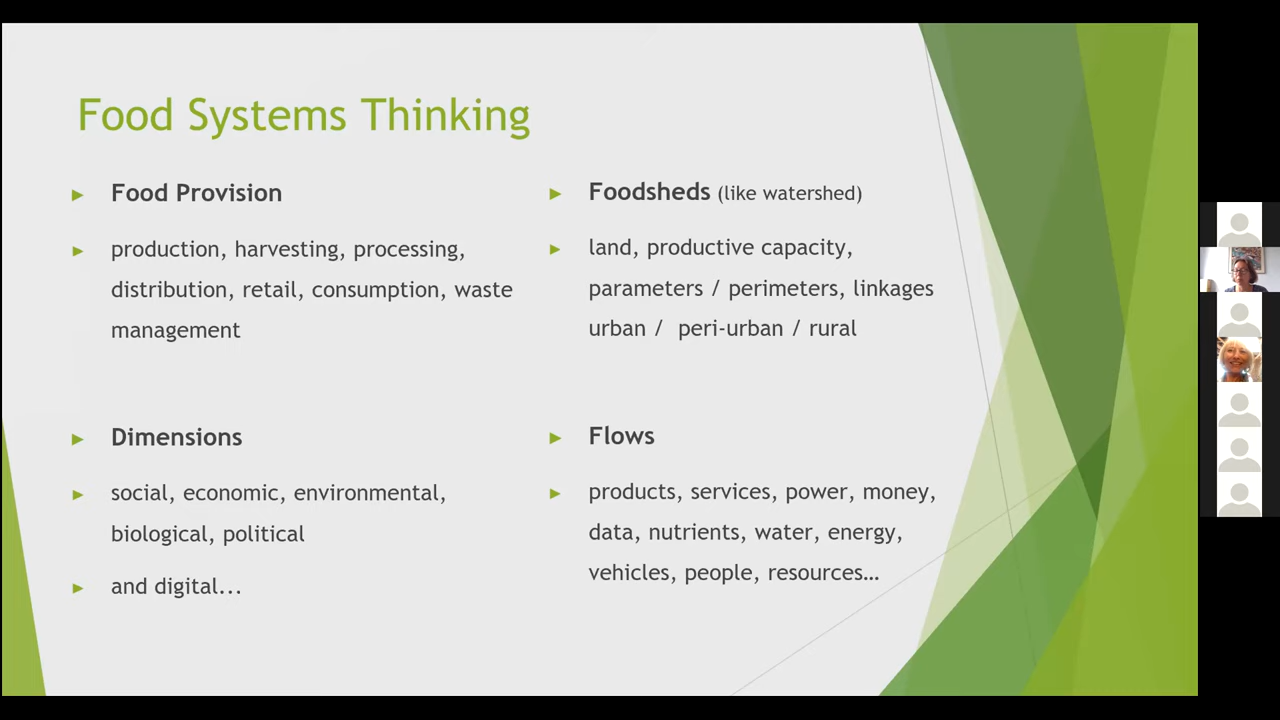 Food Systems Thinking
Food Provision
production, harvesting, processing,
distribution, retail, consumption, waste
management
Dimensions
social, economic, environmental,
biological, political
and digital...
Foodsheds (like watershed)
land, productive capacity,
parameters / perimeters, linkages
urban / peri-urban / rural
Flows
products, services, power, money,
data, nutrients, water, energy,
vehicles, people, resources…